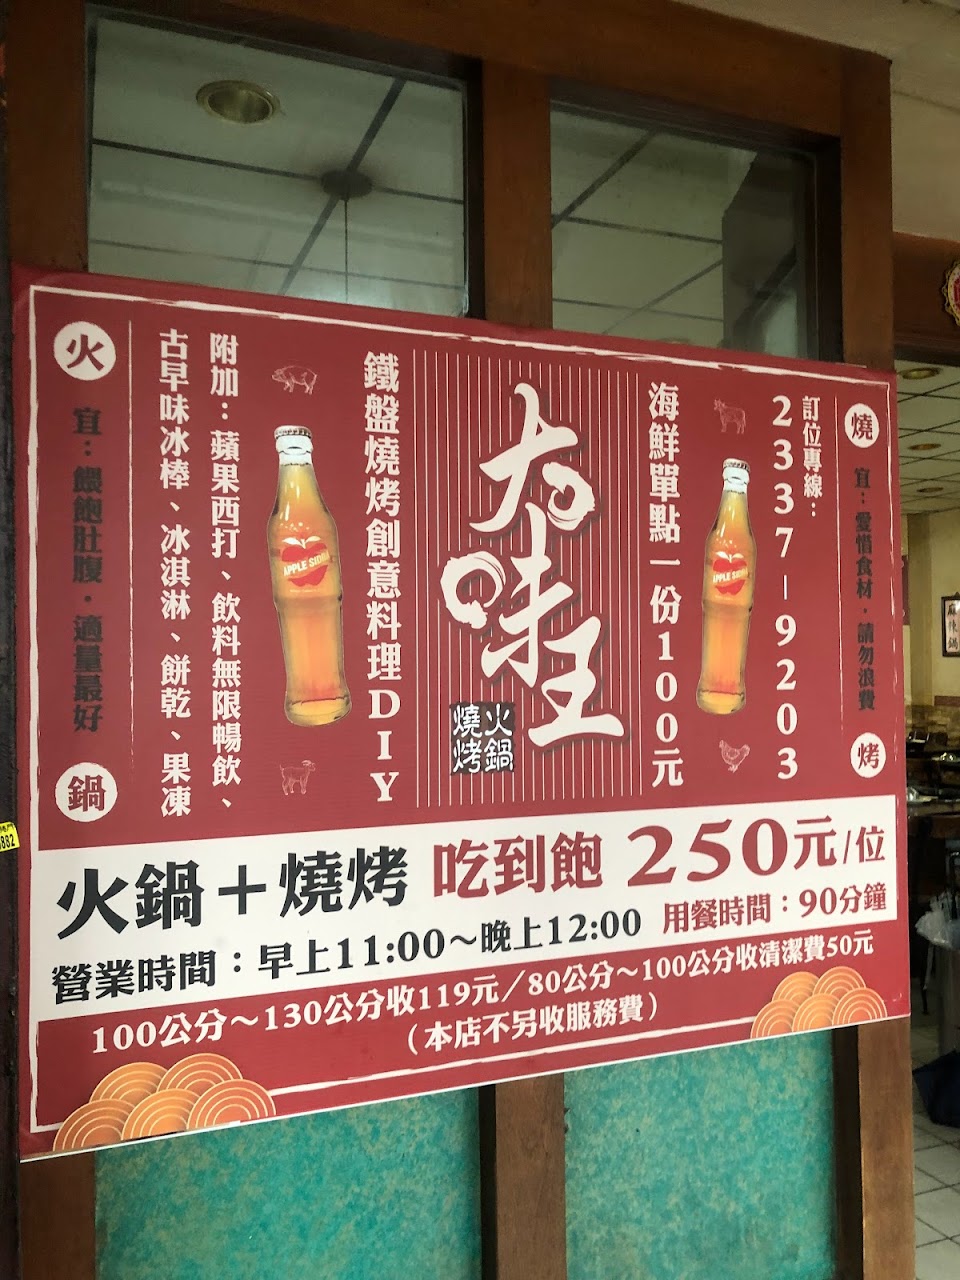 燒烤
宜：愛惜食材．請勿浪費
訂位專線：
2337-9203
海鮮單點一份100元
大味王
火鍋
燒烤
鐵盤燒烤創意料理DIY
附加：蘋果西打、飲料無限暢飲、
古早味冰棒、冰淇淋、餅乾、果凍
火鍋
宜：餵飽肚腹．適量最好
APPLE SIDRA
APPLE SIDRA
火鍋＋燒烤 吃到飽 250元/位
營業時間：早上11:00～晚上12:00 用餐時間：90分鐘
100公分～130公分收119元／80公分～100公分收清潔費50元
（本店不另收服務費）
麻辣鍋